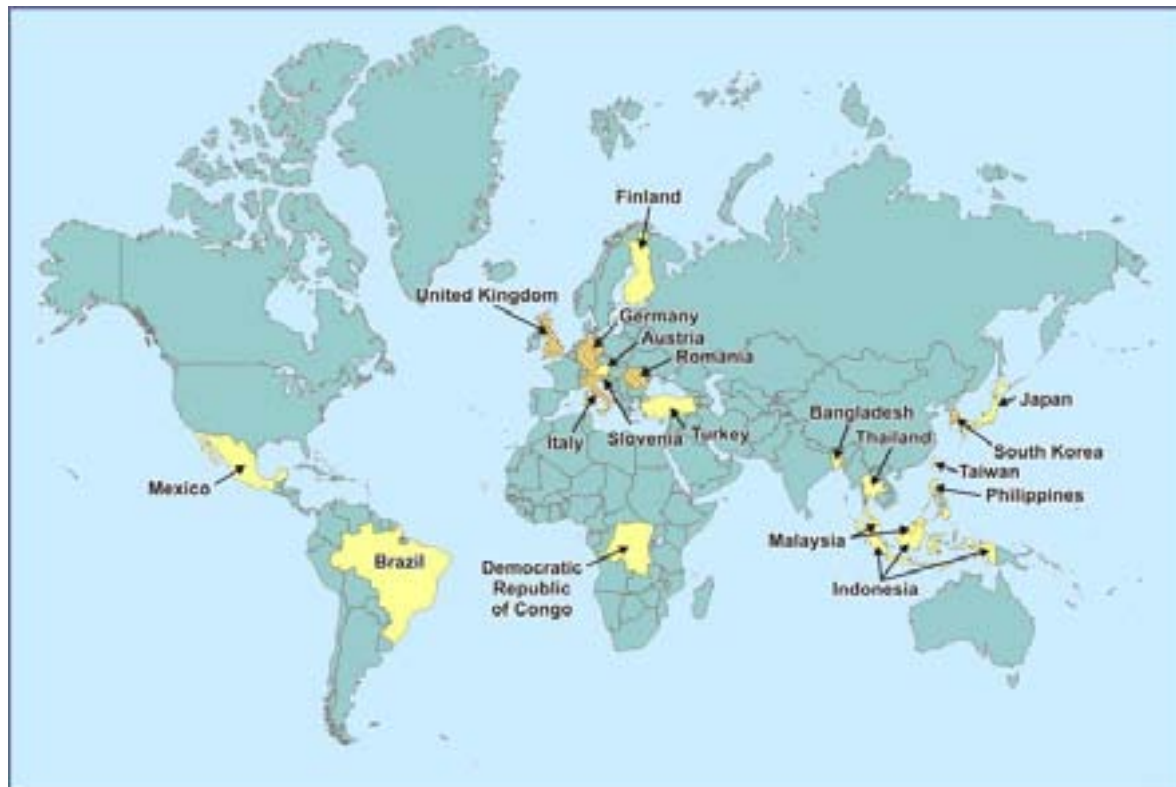 Finland
United Kingdom
Germany
Austria
Romania
Italy
Slovenia
Turkey
Bangladesh
Thailand
Japan
South Korea
Taiwan
Philippines
Mexico
Malaysia
Brazil
Democratic
Republic
of Congo
Indonesia